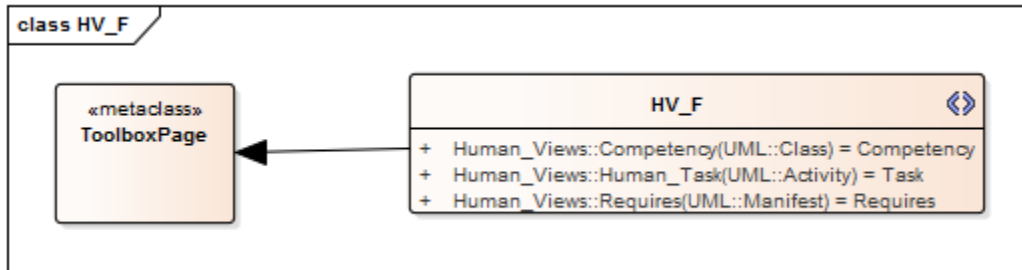 class HV_F
«metaclass»
ToolboxPage
HV_F
+ Human_Views::Competency(UML::Class) = Competency
+ Human_Views::Human_Task(UML::Activity) = Task
+ Human_Views::Requires(UML::Manifest) = Requires